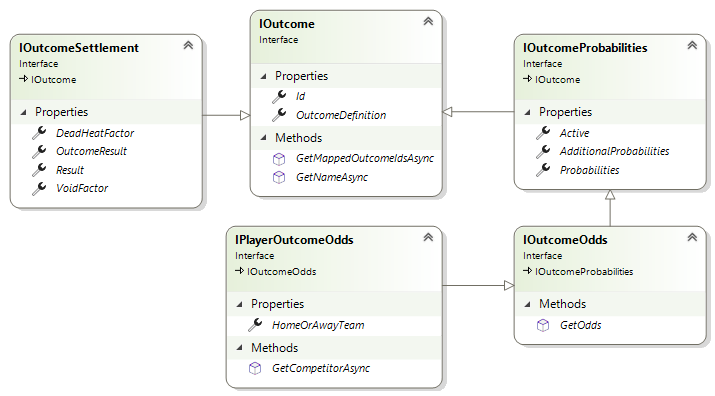 IOutcomeSettlement
Interface
IOutcome
Properties
DeadHeatFactor
OutcomeResult
Result
VoidFactor
IOutcome
Interface
Properties
Id
OutcomeDefinition
Methods
GetMappedOutcomeIdsAsync
GetNameAsync
IOutcomeProbabilities
Interface
IOutcome
Properties
Active
AdditionalProbabilities
Probabilities
IPlayerOutcomeOdds
Interface
IOutcomeOdds
Properties
HomeOrAwayTeam
Methods
GetCompetitorAsync
IOutcomeOdds
Interface
IOutcomeProbabilities
Methods
GetOdds